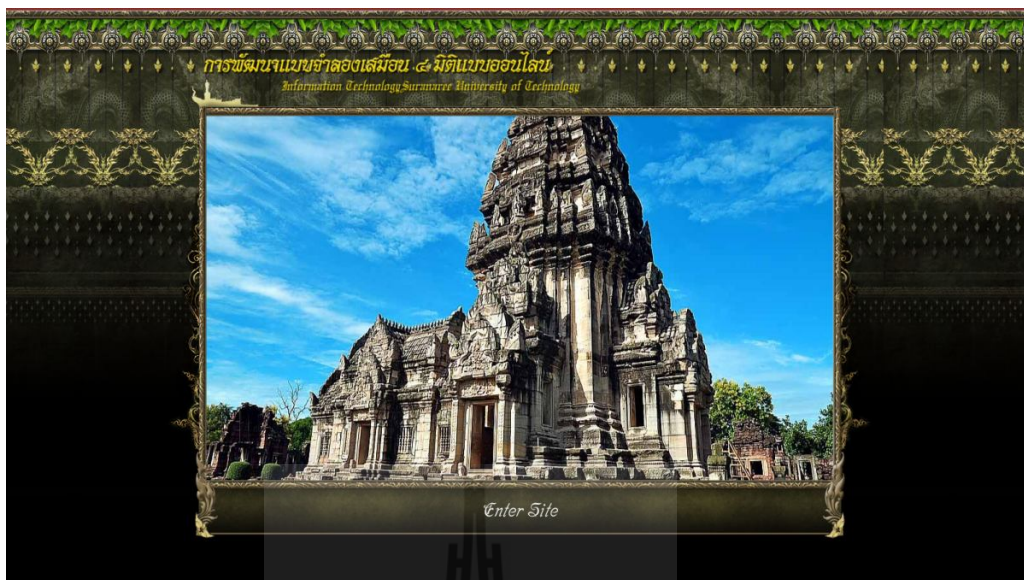 การพัฒนาแบบจำลองเสมือน ๔ มิติแบบออนไลน์
Information Technology Suranaree University of Technology
Enter Site